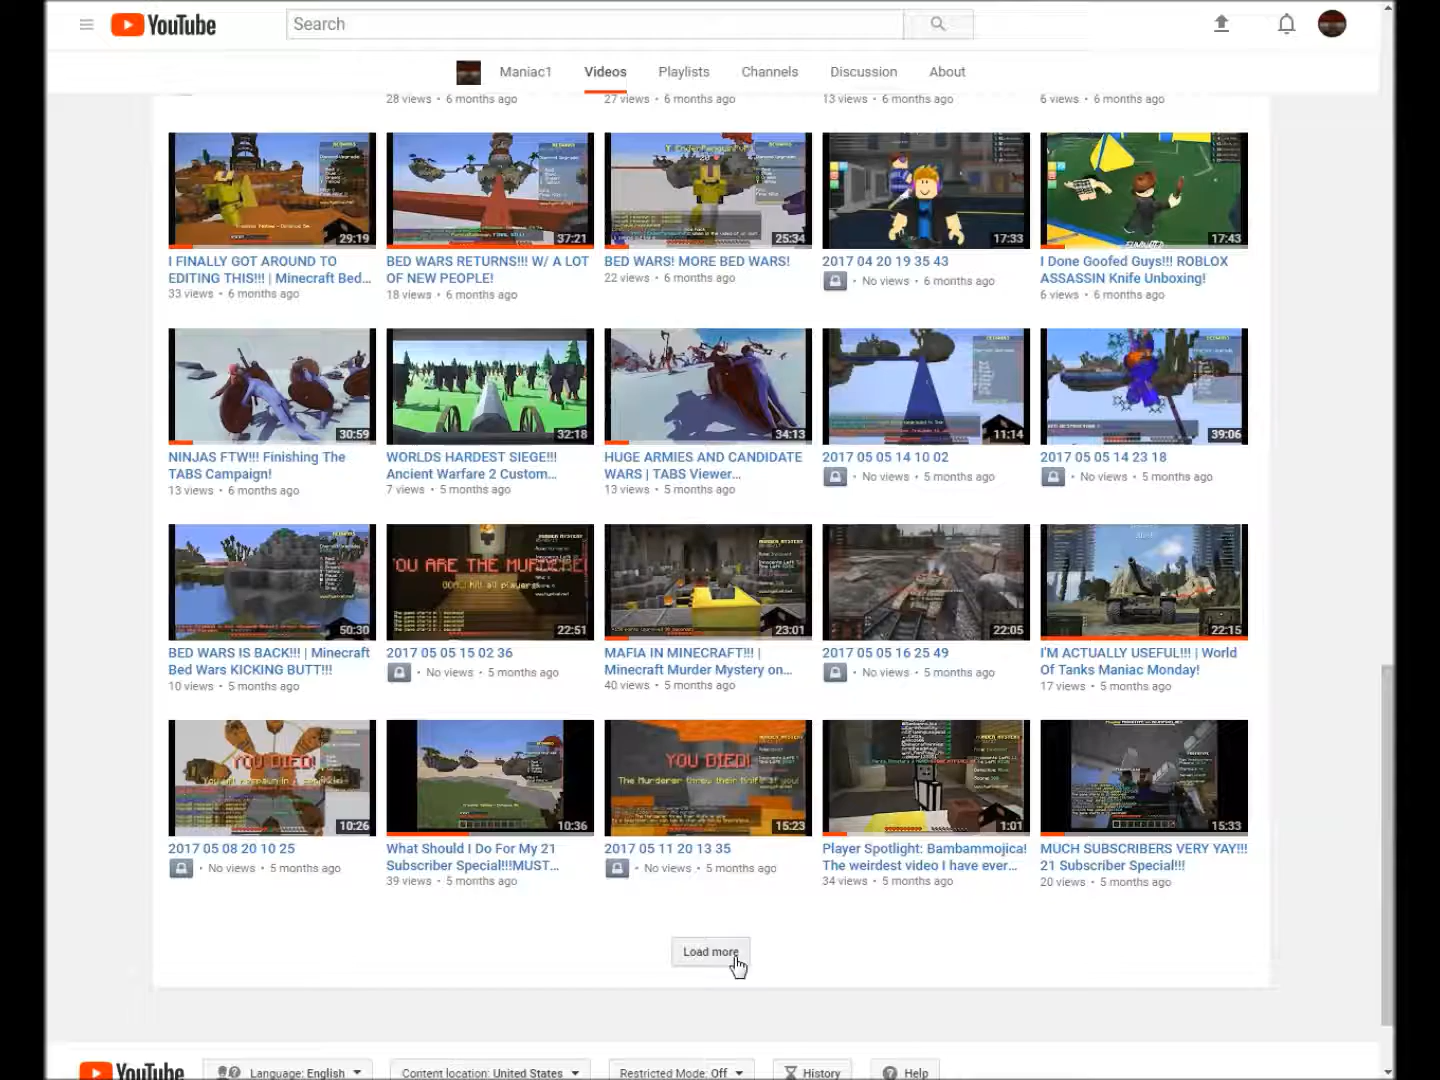 YouTube
Search
Maniac1
Videos
Playlists
Channels
Discussion
About
28 views • 6 months ago
27 views • 6 months ago
13 views • 6 months ago
6 views • 6 months ago
29:19
37:21
25:34
17:33
17:43
ELIMINATED
I FINALLY GOT AROUND TO
EDITING THIS!!! | Minecraft Bed...
33 views • 6 months ago
BED WARS RETURNS!!! W/ A LOT
OF NEW PEOPLE!
18 views • 6 months ago
BED WARS! MORE BED WARS!
22 views • 6 months ago
2017 04 20 19 35 43
• No views • 6 months ago
I Done Goofed Guys!!! ROBLOX
ASSASSIN Knife Unboxing!
6 views • 6 months ago
30:59
32:18
34:13
11:14
39:06
NINJAS FTW!!! Finishing The
TABS Campaign!
13 views • 6 months ago
WORLDS HARDEST SIEGE!!!
Ancient Warfare 2 Custom...
7 views • 5 months ago
HUGE ARMIES AND CANDIDATE
WARS | TABS Viewer...
13 views • 5 months ago
2017 05 05 14 10 02
• No views • 5 months ago
2017 05 05 14 23 18
• No views • 5 months ago
50:30
YOU ARE THE
22:51
23:01
22:05
22:15
BED WARS IS BACK!!! | Minecraft
Bed Wars KICKING BUTT!!!
10 views • 5 months ago
2017 05 05 15 02 36
• No views • 5 months ago
MAFIA IN MINECRAFT!!! |
Minecraft Murder Mystery on...
40 views • 5 months ago
2017 05 05 16 25 49
• No views • 5 months ago
I'M ACTUALLY USEFUL!!! | World
Of Tanks Maniac Monday!
17 views • 5 months ago
YOU DIED!
10:26
10:36
YOU DIED!
The Murderer threw their Knife at you!
15:23
1:01
15:33
2017 05 08 20 10 25
• No views • 5 months ago
What Should I Do For My 21
Subscriber Special!!!MUST...
39 views • 5 months ago
2017 05 11 20 13 35
• No views • 5 months ago
Player Spotlight: Bambammojica!
The weirdest video I have ever...
34 views • 5 months ago
MUCH SUBSCRIBERS VERY YAY!!!
21 Subscriber Special!!!
20 views • 5 months ago
Load more
YouTube
Language: English
Content location: United States
Restricted Mode: Off
History
Help